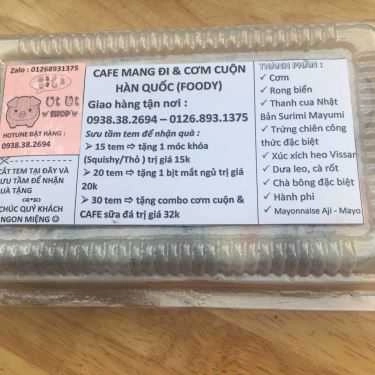 Zalo : 01268931375
Út Út
SHOP
HOTLINE ĐẶT HÀNG :
0938.38.2694
CẮT TEM TẠI ĐÂY VÀ
LƯU TẦM ĐỂ NHẬN
QUÀ TẶNG
CHÚC QUÝ KHÁCH
NGON MIỆNG ☺
CAFE MANG ĐI & CƠM CUỘN
HÀN QUỐC (FOODY)
Giao hàng tận nơi :
0938.38.2694 – 0126.893.1375
Sưu tầm tem để nhận quà :
➢ 15 tem ⇨ tặng 1 móc khóa
(Squishy/Thỏ ) trị giá 15k
➢ 20 tem ⇨ tặng 1 bịt mắt ngủ trị giá
20k
➢ 30 tem ⇨ tặng combo cơm cuộn &
CAFE sữa đá trị giá 32k
THÀNH PHẦN :
✓ Cơm
✓ Rong biển
✓ Thanh cua Nhật
Bản Surimi Mayumi
✓ Trứng chiên công
thức đặc biệt
✓ Xúc xích heo Vissan
✓ Dưa leo, cà rốt
✓ Chà bông đặc biệt
✓ Hành phi
✓ Mayonnaise Aji - Mayo